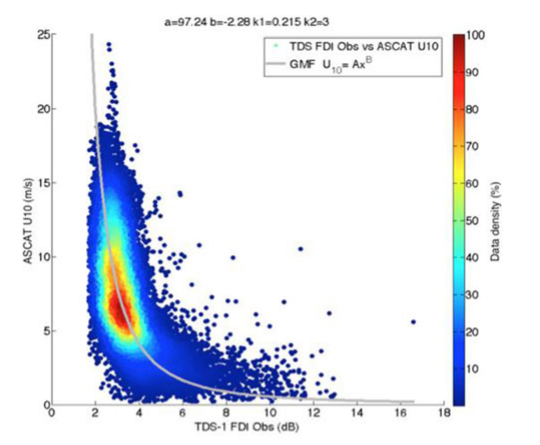 a=97.24 b=-2.28 k1=0.215 k2=3
TDS FDI Obs vs ASCAT U10
GMF U10= AxB
25
20
15
10
5
0
ASCAT U10 (m/s)
0 2 4 6 8 10 12 14 16 18
TDS-1 FDI Obs (dB)
100
90
80
70
60
50
40
30
20
10
Data density (%)